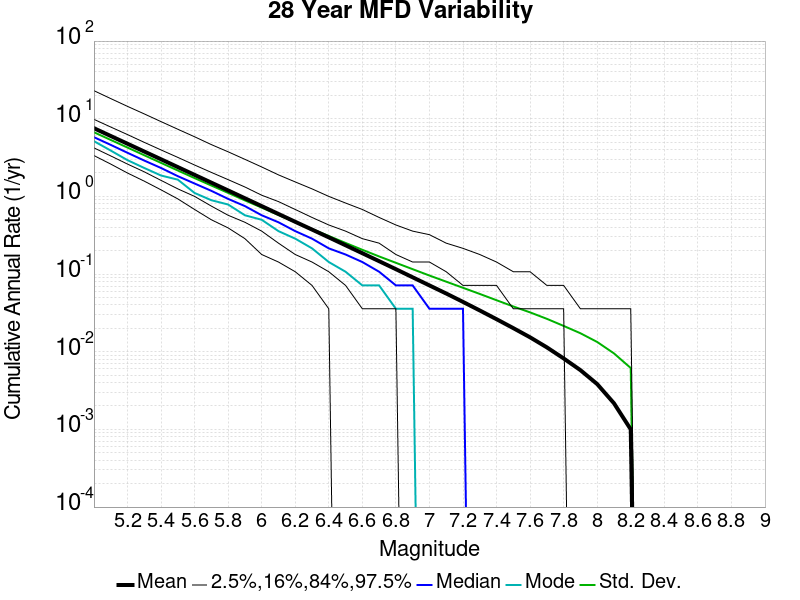 28 Year MFD Variability
10^2
10^1
10^0
10^-1
10^-2
10^-3
10^-4
Cumulative Annual Rate (1/yr)
5.2 5.4 5.6 5.8 6 6.2 6.4 6.6 6.8 7 7.2 7.4 7.6 7.8 8 8.2 8.4 8.6 8.8 9
Magnitude
Mean 2.5%,16%,84%,97.5% Median Mode Std. Dev.